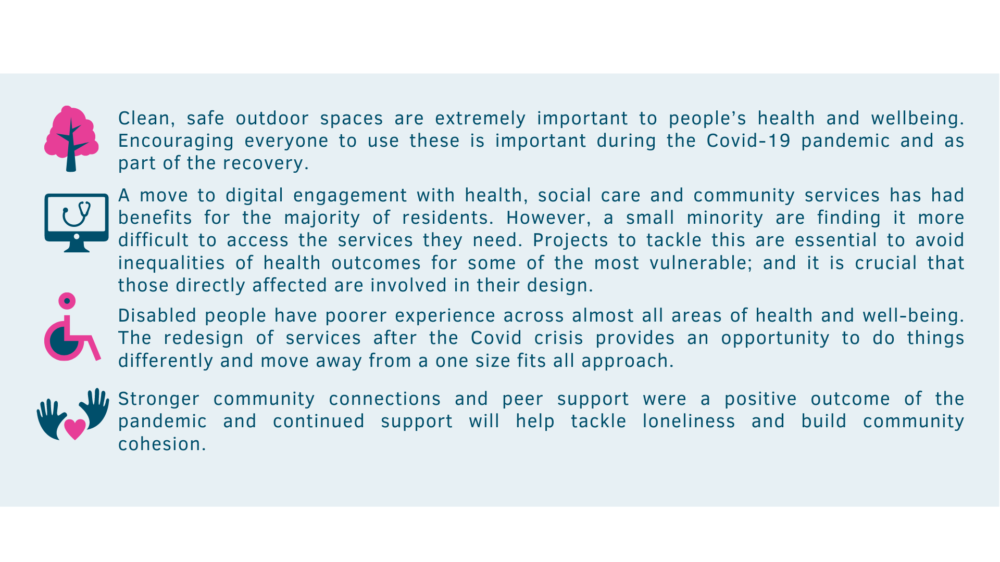 Clean, safe outdoor spaces are extremely important to people’s health and wellbeing.
Encouraging everyone to use these is important during the Covid-19 pandemic and as
part of the recovery.
A move to digital engagement with health, social care and community services has had
benefits for the majority of residents. However, a small minority are finding it more
difficult to access the services they need. Projects to tackle this are essential to avoid
inequalities of health outcomes for some of the most vulnerable; and it is crucial that
those directly affected are involved in their design.
Disabled people have poorer experience across almost all areas of health and well-being.
The redesign of services after the Covid crisis provides an opportunity to do things
differently and move away from a one size fits all approach.
Stronger community connections and peer support were a positive outcome of the
pandemic and continued support will help tackle loneliness and build community
cohesion.